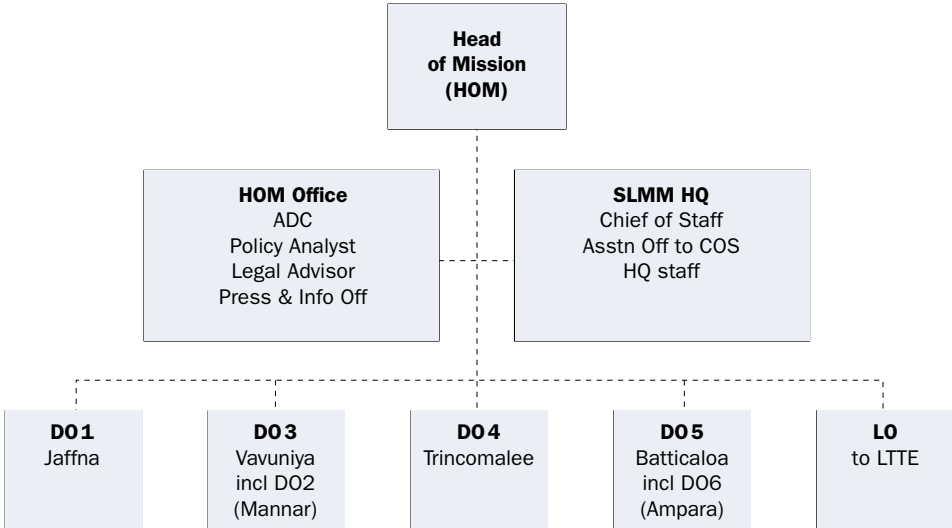 Head
of Mission
(HOM)
HOM Office
ADC
Policy Analyst
Legal Advisor
Press & Info Off
SLMM HQ
Chief of Staff
Asstn Off to COS
HQ staff
DO1
Jaffna
DO3
Vavuniya
incl DO2
(Mannar)
DO4
Trincomalee
DO5
Batticaloa
incl DO6
(Ampara)
LO
to LTTE